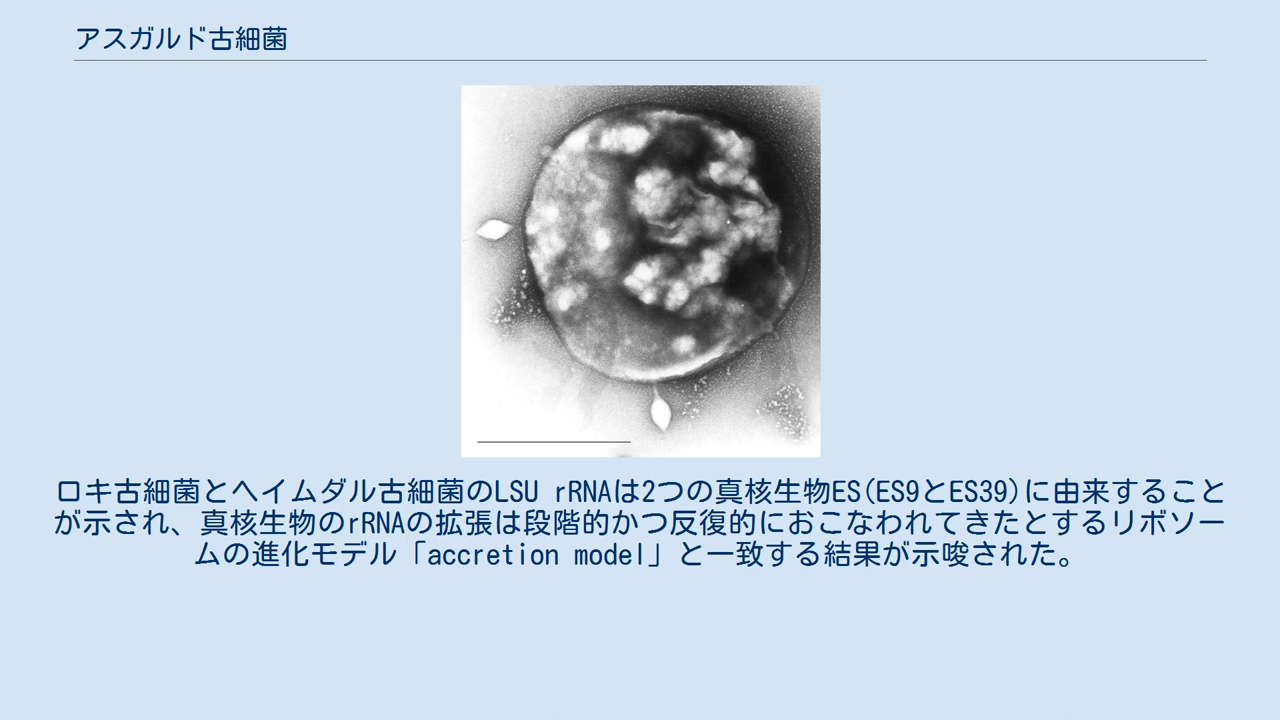 アスガルド古細菌
ロキ古細菌とヘイムダル古細菌のLSU rRNAは2つの真核生物ES(ES9とES39)に由来すること
が示され、真核生物のrRNAの拡張は段階的かつ反復的におこなわれてきたとするリボソー
ムの進化モデル「accretion model」と一致する結果が示唆された。